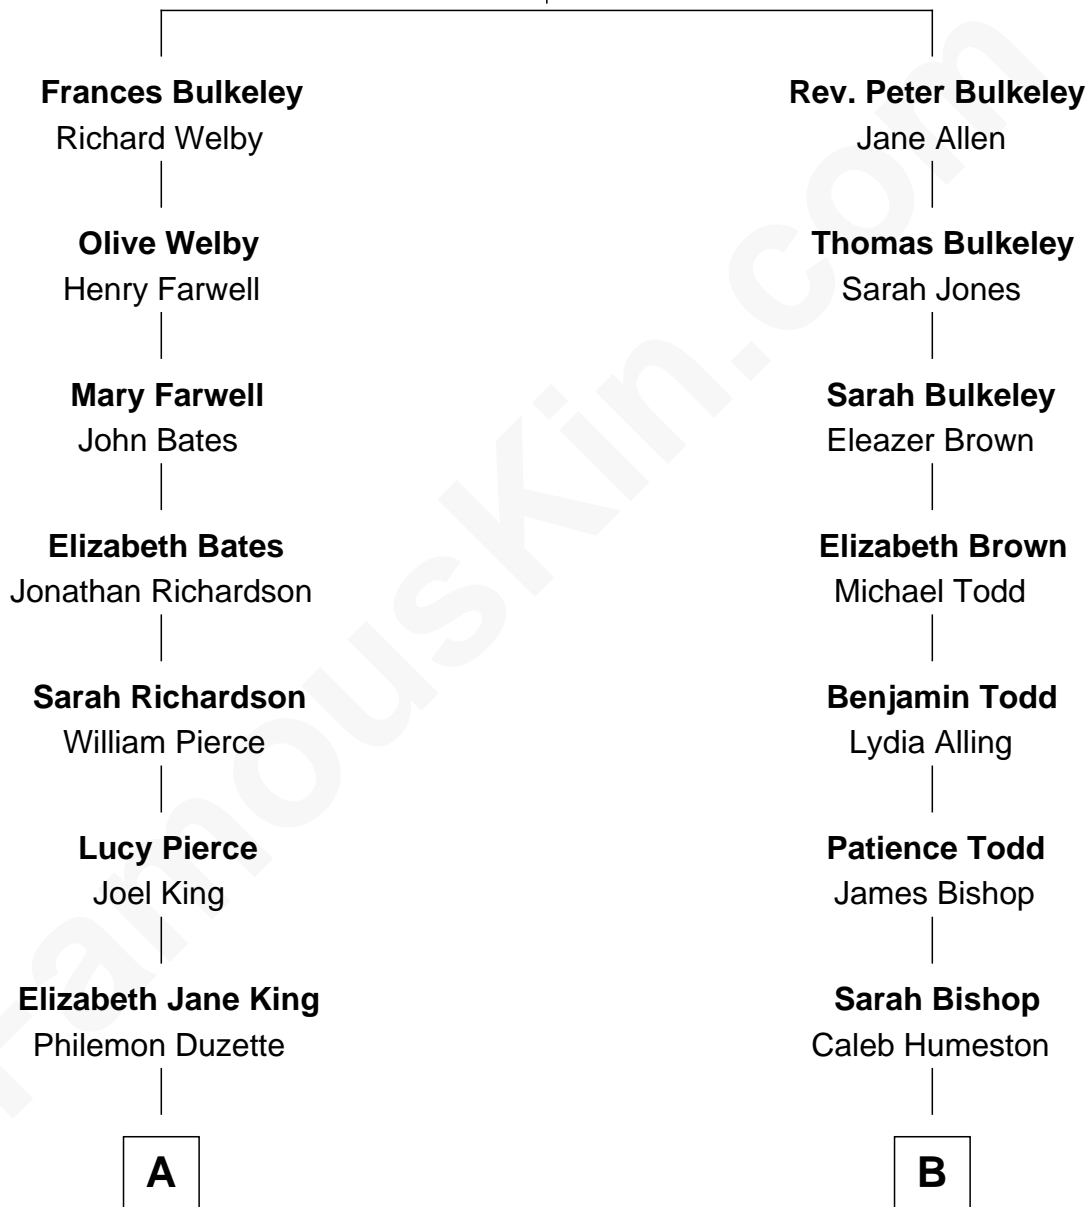 Frances Bulkeley
Richard Welby
Rev. Peter Bulkeley
Jane Allen
Olive Welby
Henry Farwell
Thomas Bulkeley
Sarah Jones
Mary Farwell
John Bates
Sarah Bulkeley
Eleazer Brown
Elizabeth Bates
Jonathan Richardson
Elizabeth Brown
Michael Todd
Sarah Richardson
William Pierce
Benjamin Todd
Lydia Alling
Lucy Pierce
Joel King
Patience Todd
James Bishop
Elizabeth Jane King
Philemon Duzette
Sarah Bishop
Caleb Humeston
A
B
FamousKin.com